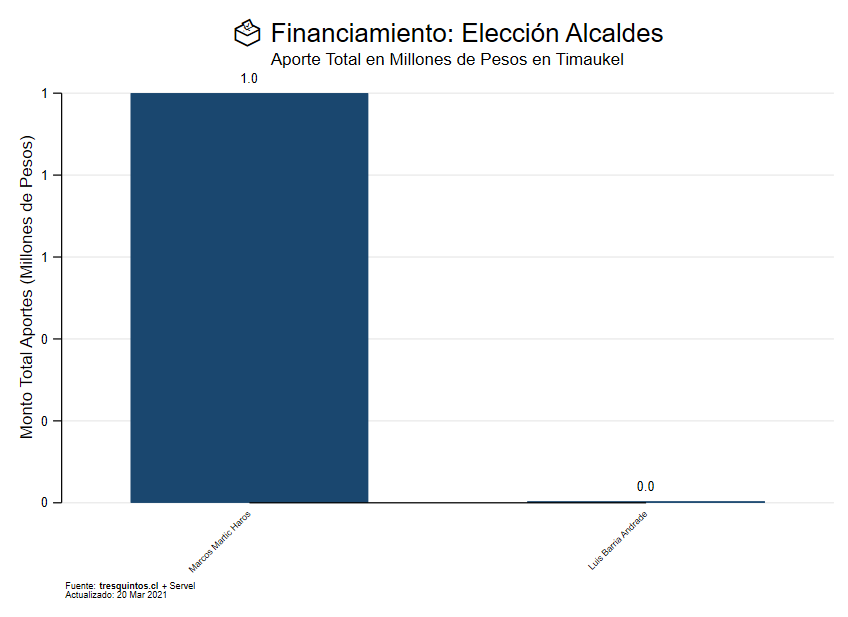 Financiamiento: Elección Alcaldes
Aporte Total en Millones de Pesos en Timaukel
Monto Total Aportes (Millones de Pesos)
1
1
1
0
0
0
1.0
0.0
Marcos Martic Haros
Luis Barria Andrade
Fuente: tresquintos.cl + Servel
Actualizado: 20 Mar 2021